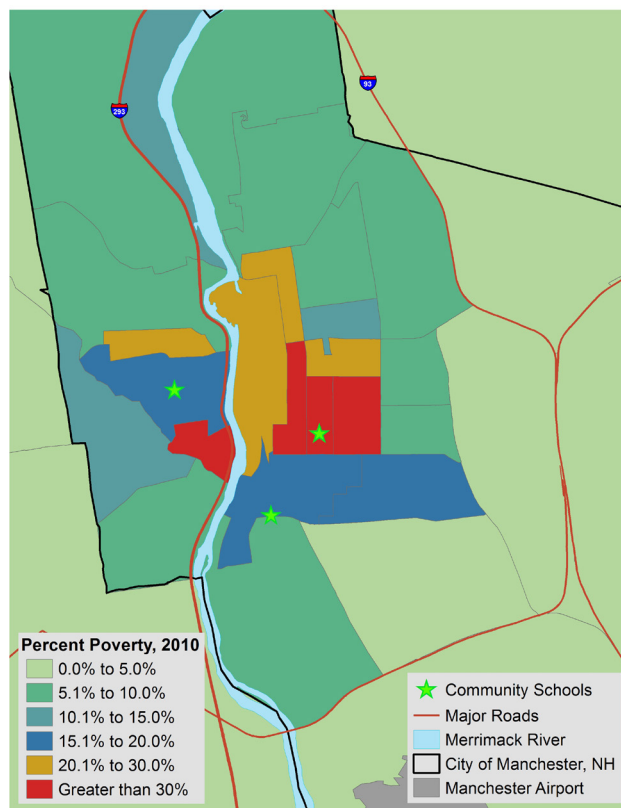 293
93
Percent Poverty, 2010
0.0% to 5.0%
5.1% to 10.0%
10.1% to 15.0%
15.1% to 20.0%
20.1% to 30.0%
Greater than 30%
Community Schools
Major Roads
Merrimack River
City of Manchester, NH
Manchester Airport